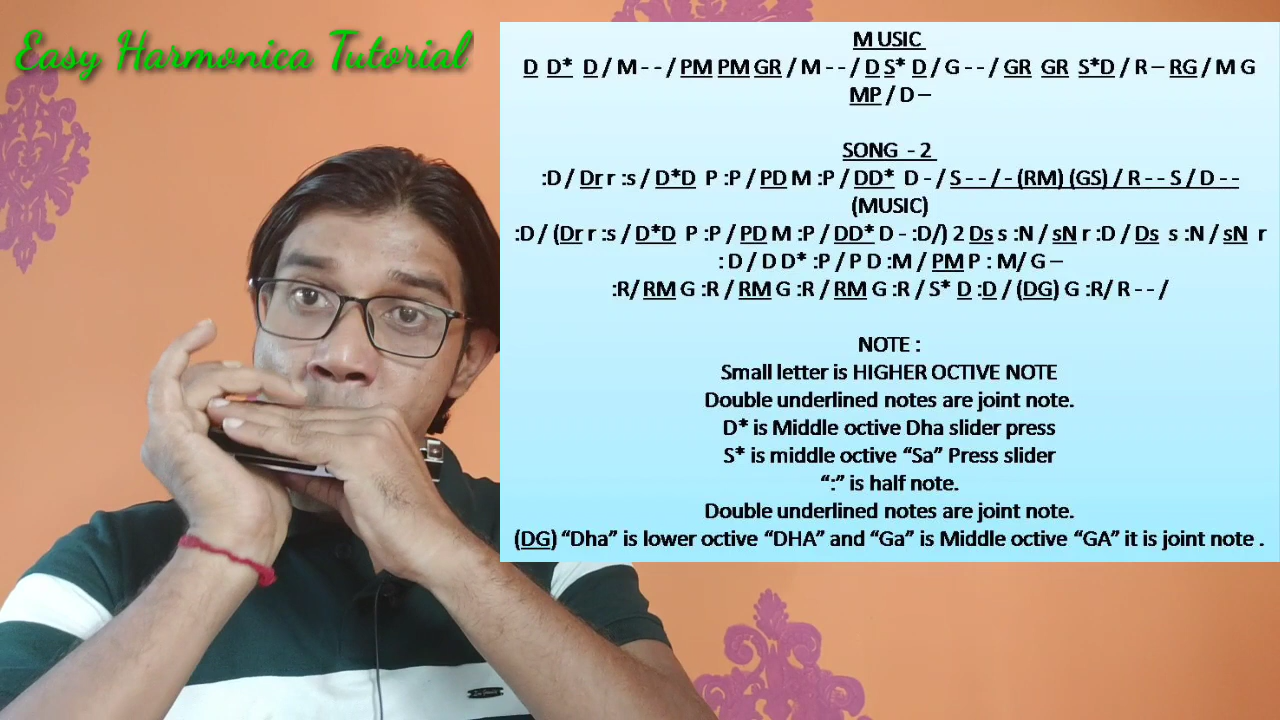 Easy Harmonica Tutorial
MUSIC
D D* D / M - - / PM PM GR / M - - / D S* D / G - - / GR GR S*D / R – RG / M G
MP / D –
SONG - 2
:D / Dr r :s / D*D P :P / PD M :P / DD* D - / S - - / - (RM) (GS) / R - - S / D - -
(MUSIC)
:D / (Dr r :s / D*D P :P / PD M :P / DD* D - :D/) 2 Ds s :N / sN r :D / Ds s :N / sN r
: D / D D* :P / P D :M / PM P : M/ G –
:R/ RM G :R / RM G :R / RM G :R / S* D :D / (DG) G :R/ R - - /
NOTE :
Small letter is HIGHER OCTIVE NOTE
Double underlined notes are joint note.
D* is Middle octive Dha slider press
S* is middle octive “Sa” Press slider
“:” is half note.
Double underlined notes are joint note.
(DG) “Dha” is lower octive “DHA” and “Ga” is Middle octive “GA” it is joint note .